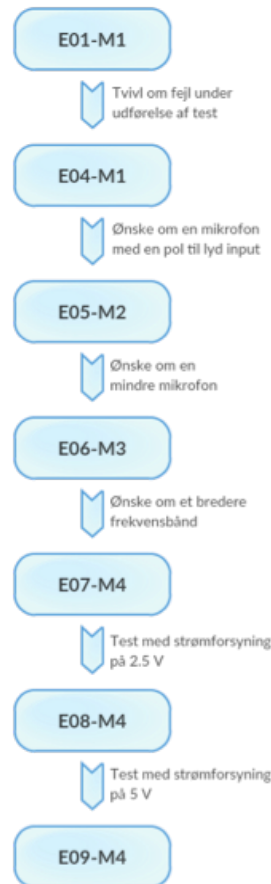 E01-M1
Tvivl om fejl under
udførelse af test
E04-M1
Ønske om en mikrofon
med en pol til lyd input
E05-M2
Ønske om en
mindre mikrofon
E06-M3
Ønske om et bredere
frekvensbånd
E07-M4
Test med strømforsyning
på 2.5 V
E08-M4
Test med strømforsyning
på 5 V
E09-M4